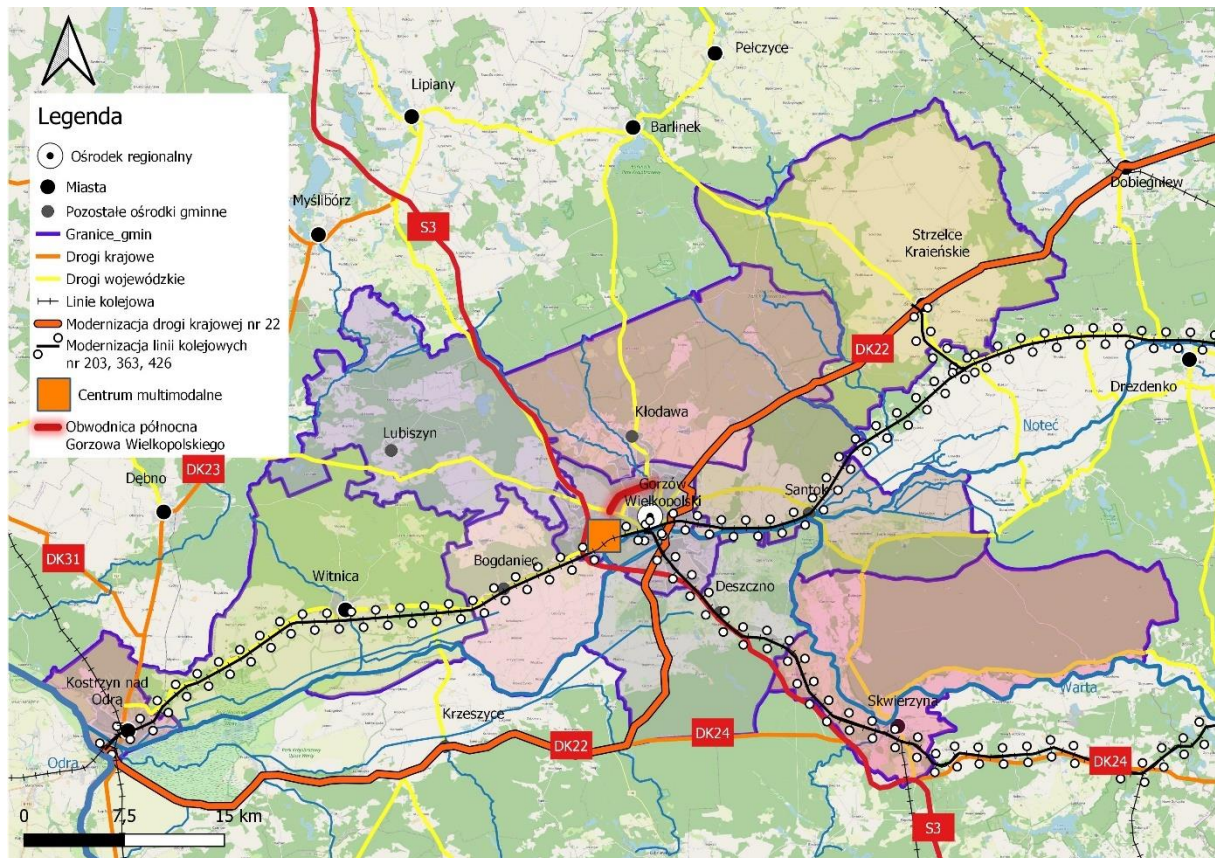 Legenda
Ośrodek regionalny
Miasta
Pozostałe ośrodki gminne
Granice_gmin
Drogi krajowe
Drogi wojewódzkie
Linie kolejowa
Modernizacja drogi krajowej nr 22
Modernizacja linii kolejowych
nr 203, 363, 426
Centrum multimodalne
Obwodnica północna
Gorzowa Wielkopolskiego
Pełczyce
Lipiany
Barlinek
Myślibórz
S3
Dobiegniew
Strzelce
Kraieńskie
DK22
Drezdenko
Kłodawa
Lubiszyn
Noteć
DK23
Dębno
Gorzów
Wielkopolski
Santok
DK31
Bogdaniec
Witnica
Deszczno
Kostrzyn nad
Odrą
Skwierzyna
Warta
Krzeszyce
DK22
DK24
DK24
Odra
S3
0 7,5 15 km